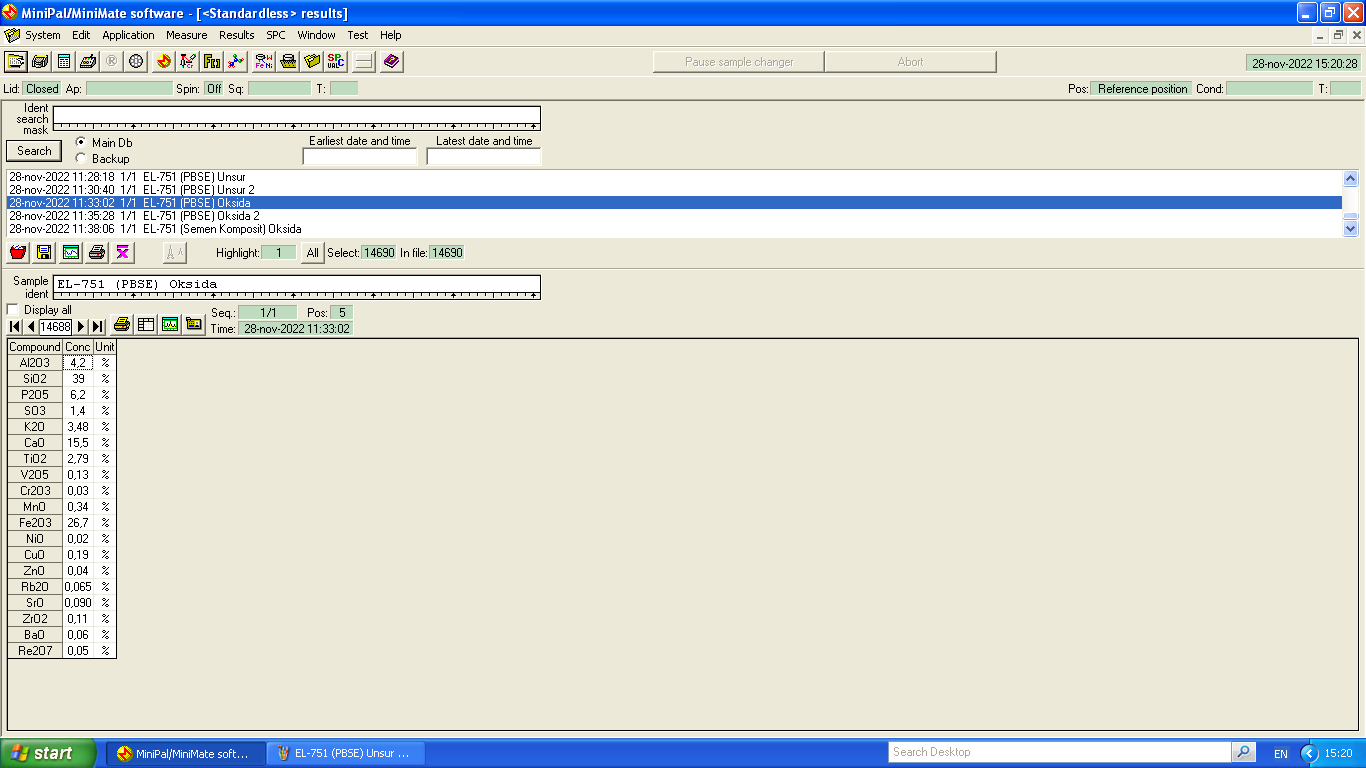 MiniPal/MiniMate software - [<Standardless> results]
System Edit Application Measure Results SPC Window Test Help
Pause sample changer Abort 28-nov-2022 15:20:28
Lid: Closed Ap: Spin: Off Sq: T: Pos: Reference position Cond: T:
Ident search mask
Search
Main Db
Backup
Earliest date and time
Latest date and time
28-nov-2022 11:28:18 1/1 EL-751 (PBSE) Unsur
28-nov-2022 11:30:40 1/1 EL-751 (PBSE) Unsur 2
28-nov-2022 11:33:02 1/1 EL-751 (PBSE) Oksida
28-nov-2022 11:35:28 1/1 EL-751 (PBSE) Oksida 2
28-nov-2022 11:38:06 1/1 EL-751 (Semen Komposit) Oksida
Highlight: 1 All Select: 14690 In file: 14690
Sample ident
EL-751 (PBSE) Oksida
Display all
14688
Seq.: 1/1 Pos: 5
Time: 28-nov-2022 11:33:02
Compound Conc Unit
Al2O3 4,2 %
SiO2 39 %
P2O5 6,2 %
SO3 1,4 %
K2O 3,48 %
CaO 15,5 %
TiO2 2,79 %
V2O5 0,13 %
Cr2O3 0,03 %
MnO 0,34 %
Fe2O3 26,7 %
NiO 0,02 %
CuO 0,19 %
ZnO 0,04 %
Rb2O 0,065 %
SrO 0,090 %
ZrO2 0,11 %
BaO 0,06 %
Re2O7 0,05 %
start MiniPal/MiniMate soft... EL-751 (PBSE) Unsur ... Search Desktop EN 15:20